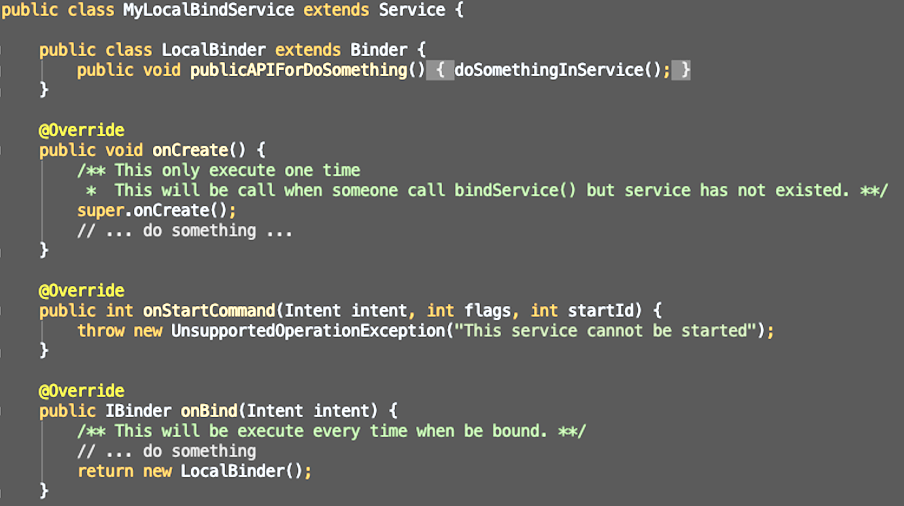 public class MyLocalBindService extends Service {
public class LocalBinder extends Binder {
public void publicAPIForDoSomething() { doSomethingInService(); }
}
@Override
public void onCreate() {
/** This only execute one time
* This will be call when someone call bindService() but service has not existed. **/
super.onCreate();
// ... do something ...
}
@Override
public int onStartCommand(Intent intent, int flags, int startId) {
throw new UnsupportedOperationException("This service cannot be started");
}
@Override
public IBinder onBind(Intent intent) {
/** This will be execute every time when be bound. **/
// ... do something
return new LocalBinder();
}